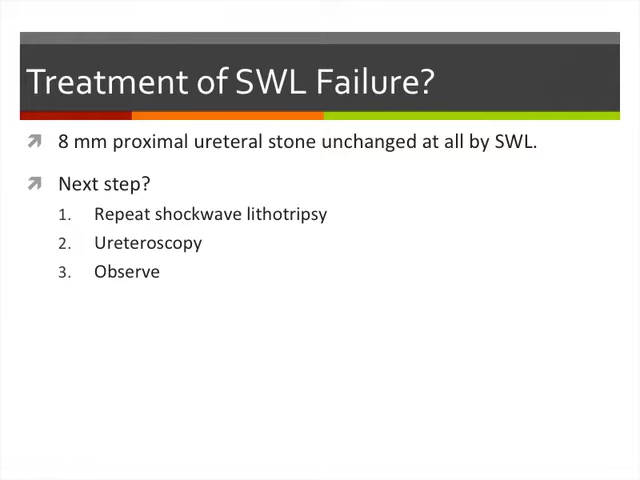 Treatment of SWL Failure?
8 mm proximal ureteral stone unchanged at all by SWL.
Next step?
1. Repeat shockwave lithotripsy
2. Ureteroscopy
3. Observe